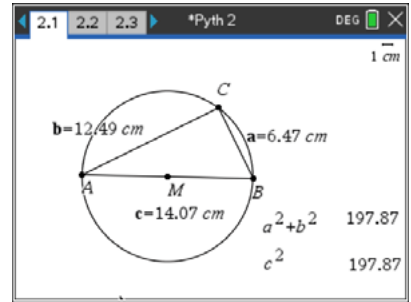 2.1 2.2 2.3 *Pyth 2 DEG
1 cm
C
b=12.49 cm
a=6.47 cm
A M B
c=14.07 cm
a²+b² 197.87
c² 197.87